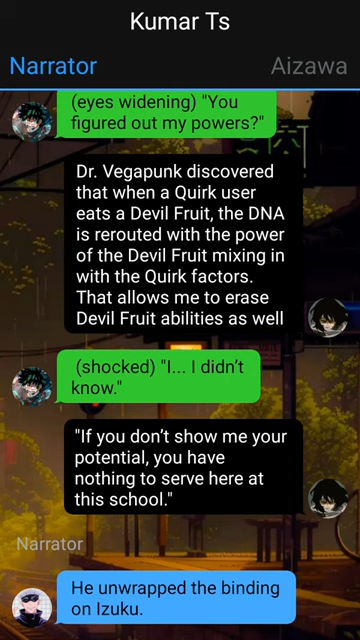 Kumar Ts
Narrator
Aizawa
(eyes widening) "You
figured out my powers?"
Dr. Vegapunk discovered
that when a Quirk user
eats a Devil Fruit, the DNA
is rerouted with the power
of the Devil Fruit mixing in
with the Quirk factors.
That allows me to erase
Devil Fruit abilities as well
(shocked) "I... I didn't
know."
"If you don't show me your
potential, you have
nothing to serve here at
this school."
Narrator
He unwrapped the binding
on Izuku.